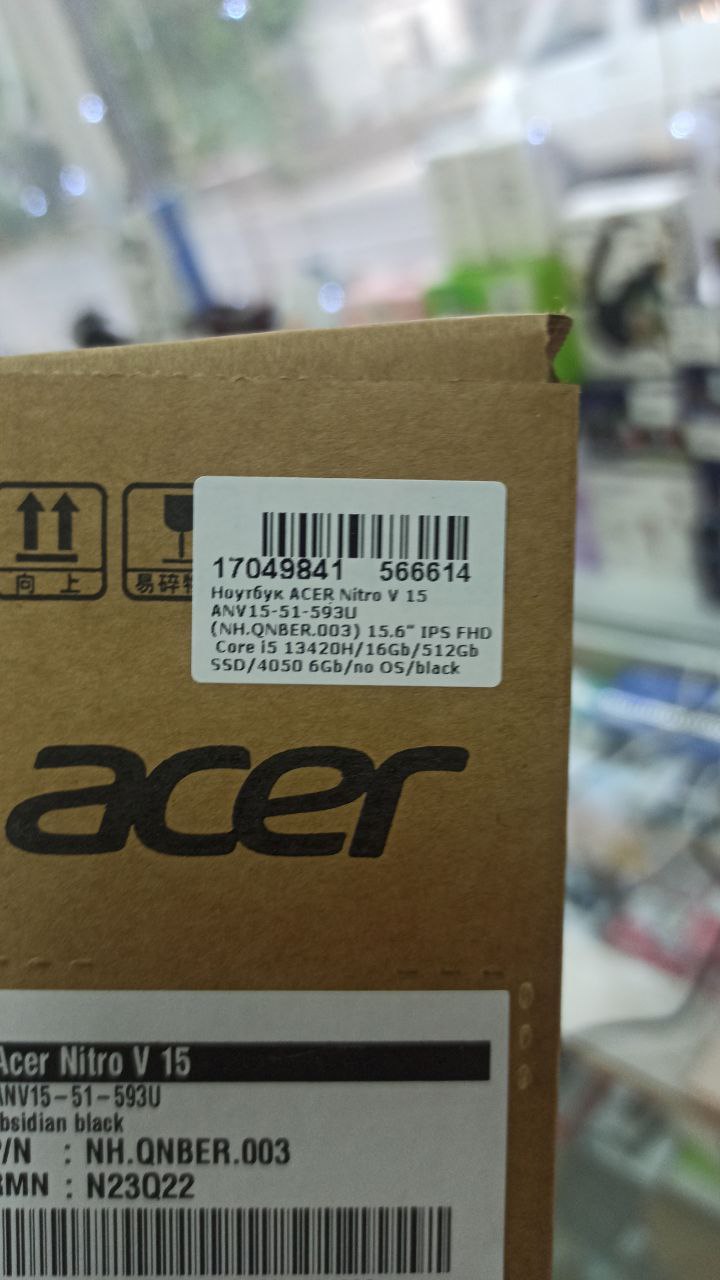 向 上
易碎
17049841 566614
Ноутбук ACER Nitro V 15
ANV15-51-593U
(NH.QNBER.003) 15.6" IPS FHD
Core i5 13420H/16Gb/512Gb
SSD/4050 6Gb/no OS/black
acer
Acer Nitro V 15
ANV15-51-593U
bsidian black
/N : NH.QNBER.003
RMN : N23Q22